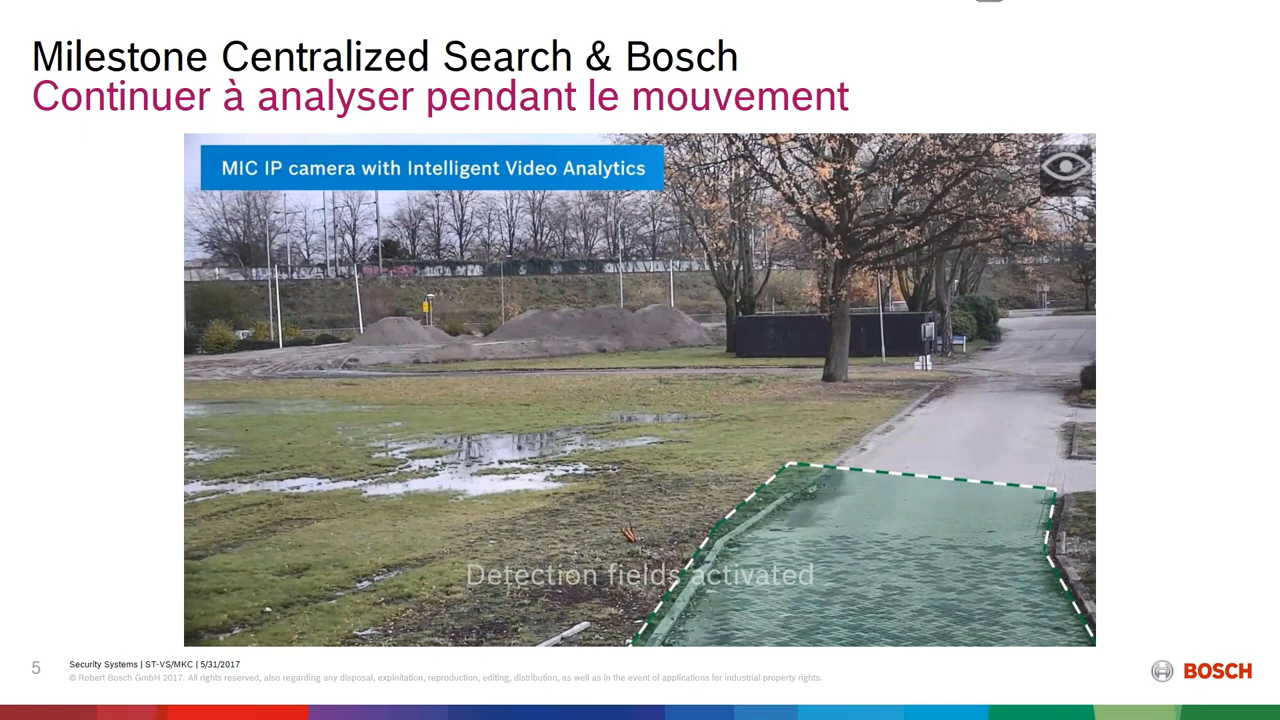 Milestone Centralized Search & Bosch
Continuer à analyser pendant le mouvement
MIC IP camera with Intelligent Video Analytics
Detection fields activated
5
Security Systems | ST-VS/MKC | 5/31/2017
© Robert Bosch GmbH 2017. All rights reserved, also regarding any disposal, exploitation, reproduction, editing, distribution, as well as in the event of applications for industrial property rights.
BOSCH